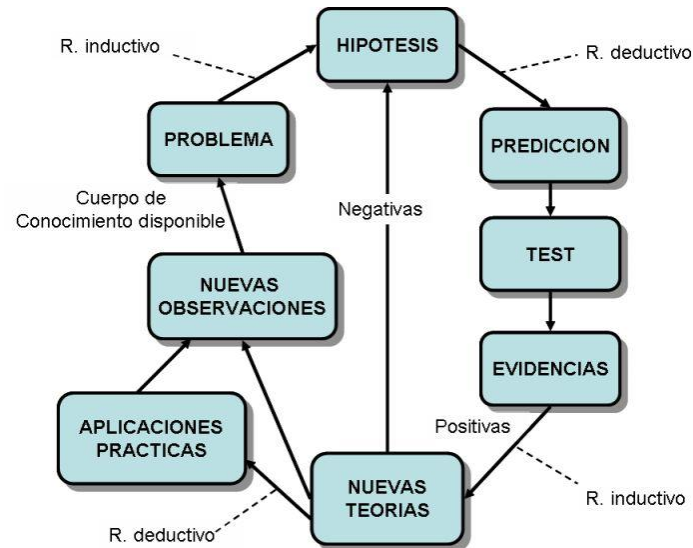 R. inductivo
HIPOTESIS
R. deductivo
PROBLEMA
PREDICCION
Cuerpo de
Conocimiento disponible
Negativas
TEST
NUEVAS
OBSERVACIONES
EVIDENCIAS
APLICACIONES
PRACTICAS
Positivas
NUEVAS
TEORIAS
R. inductivo
R. deductivo